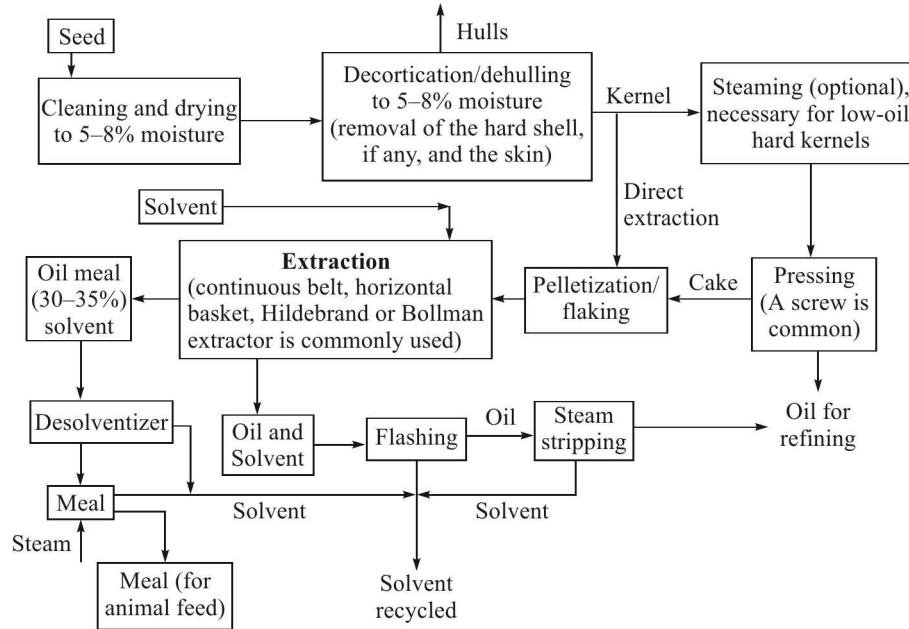 Seed
Hulls
Cleaning and drying
to 5–8% moisture
Decortication/dehulling
to 5–8% moisture
(removal of the hard shell,
if any, and the skin)
Kernel
Steaming (optional),
necessary for low-oil
hard kernels
Solvent
Direct
extraction
Oil meal
(30–35%)
solvent
Extraction
(continuous belt, horizontal
basket, Hildebrand or Bollman
extractor is commonly used)
Pelletization/
flaking
Cake
Pressing
(A screw is
common)
Desolventizer
Oil and
Solvent
Flashing
Oil
Steam
stripping
Oil for
refining
Meal
Solvent
Solvent
Steam
Meal (for
animal feed)
Solvent
recycled